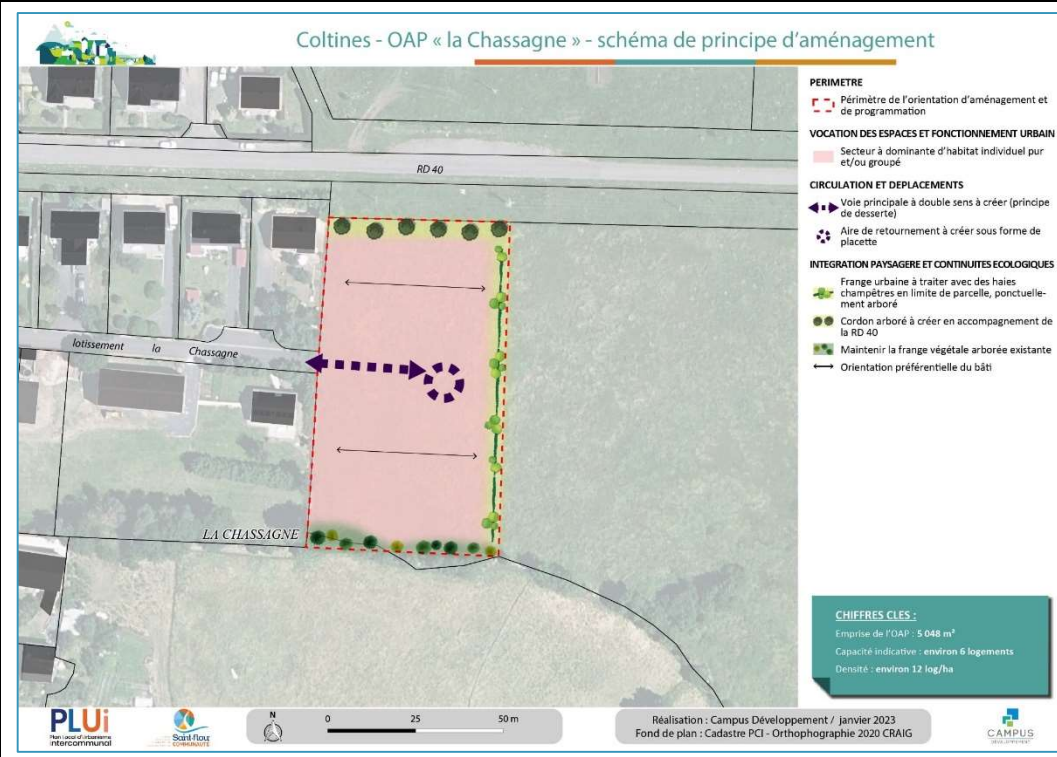 Coltines - OAP « la Chassagne » - schéma de principe d'aménagement
RD 40
lotissement la Chassagne
LA CHASSAGNE
PERIMETRE
Périmètre de l'orientation d'aménagement et
de programmation
VOCATION DES ESPACES ET FONCTIONNEMENT URBAIN
Secteur à dominante d'habitat individuel pur
et/ou groupé
CIRCULATION ET DEPLACEMENTS
Voie principale à double sens à créer (principe
de desserte)
Aire de retournement à créer sous forme de
placette
INTEGRATION PAYSAGERE ET CONTINUITES ECOLOGIQUES
Frange urbaine à traiter avec des haies
champêtres en limite de parcelle, ponctuelle-
ment arboré
Cordon arboré à créer en accompagnement de
la RD 40
Maintenir la frange végétale arborée existante
Orientation préférentielle du bâti
CHIFFRES CLES :
Emprise de l'OAP : 5 048 m²
Capacité indicative : environ 6 logements
Densité : environ 12 log/ha
PLUi
Plan Local d'Urbanisme
Intercommunal
Saint-Flour
COMMUNAUTÉ
N
0 25 50 m
Réalisation : Campus Développement / janvier 2023
Fond de plan : Cadastre PCI - Orthophographie 2020 CRAIG
CAMPUS
DÉVELOPPEMENT